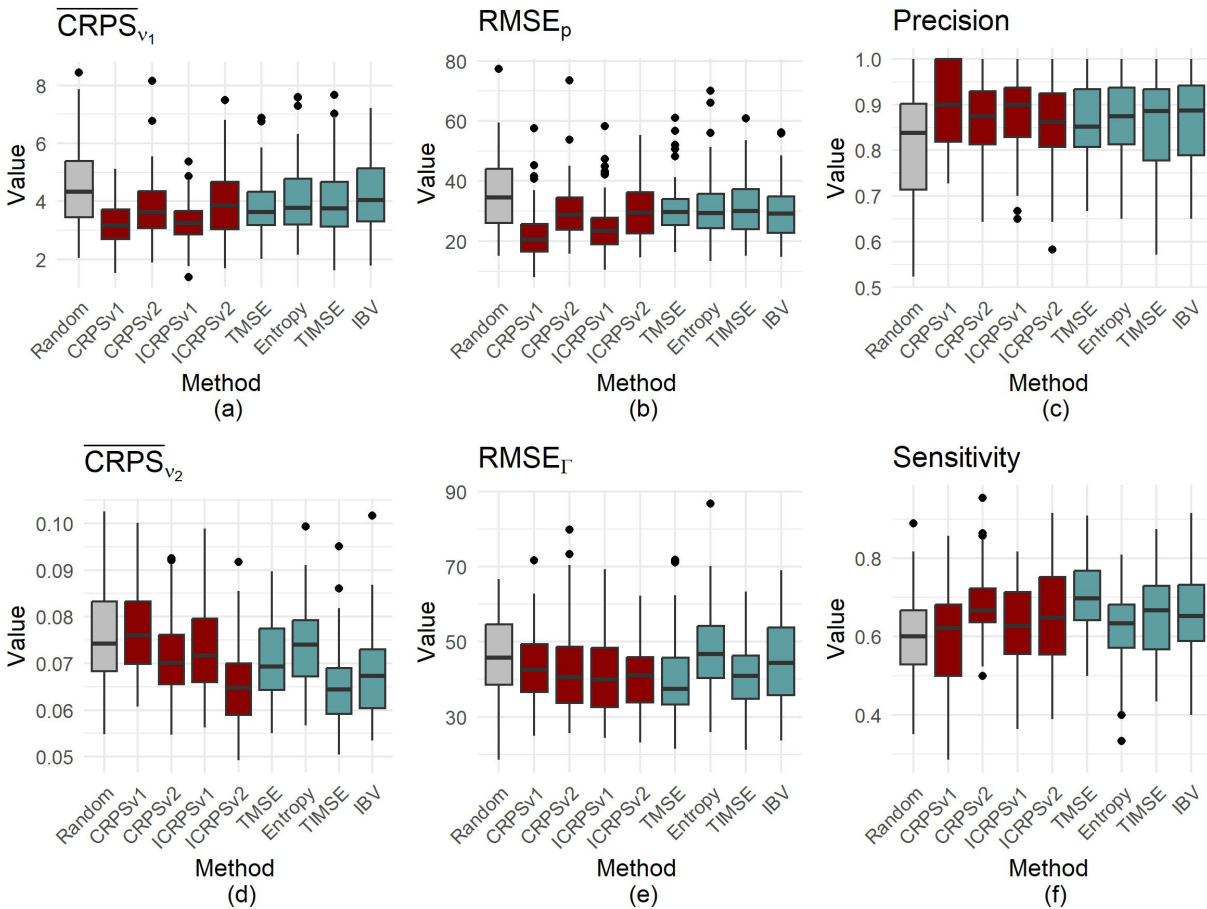 CRPS ν1
Value
8
6
4
2
Random
CRPSv1
CRPSv2
ICRPSv1
ICRPSv2
TMSE
Entropy
TIMSE
IBV
Method
(a)
RMSEp
Value
80
60
40
20
Random
CRPSv1
CRPSv2
ICRPSv1
ICRPSv2
TMSE
Entropy
TIMSE
IBV
Method
(b)
Precision
Value
1.0
0.9
0.8
0.7
0.6
0.5
Random
CRPSv1
CRPSv2
ICRPSv1
ICRPSv2
TMSE
Entropy
TIMSE
IBV
Method
(c)
CRPS ν2
Value
0.10
0.09
0.08
0.07
0.06
0.05
Random
CRPSv1
CRPSv2
ICRPSv1
ICRPSv2
TMSE
Entropy
TIMSE
IBV
Method
(d)
RMSEΓ
Value
90
70
50
30
Random
CRPSv1
CRPSv2
ICRPSv1
ICRPSv2
TMSE
Entropy
TIMSE
IBV
Method
(e)
Sensitivity
Value
0.8
0.6
0.4
Random
CRPSv1
CRPSv2
ICRPSv1
ICRPSv2
TMSE
Entropy
TIMSE
IBV
Method
(f)